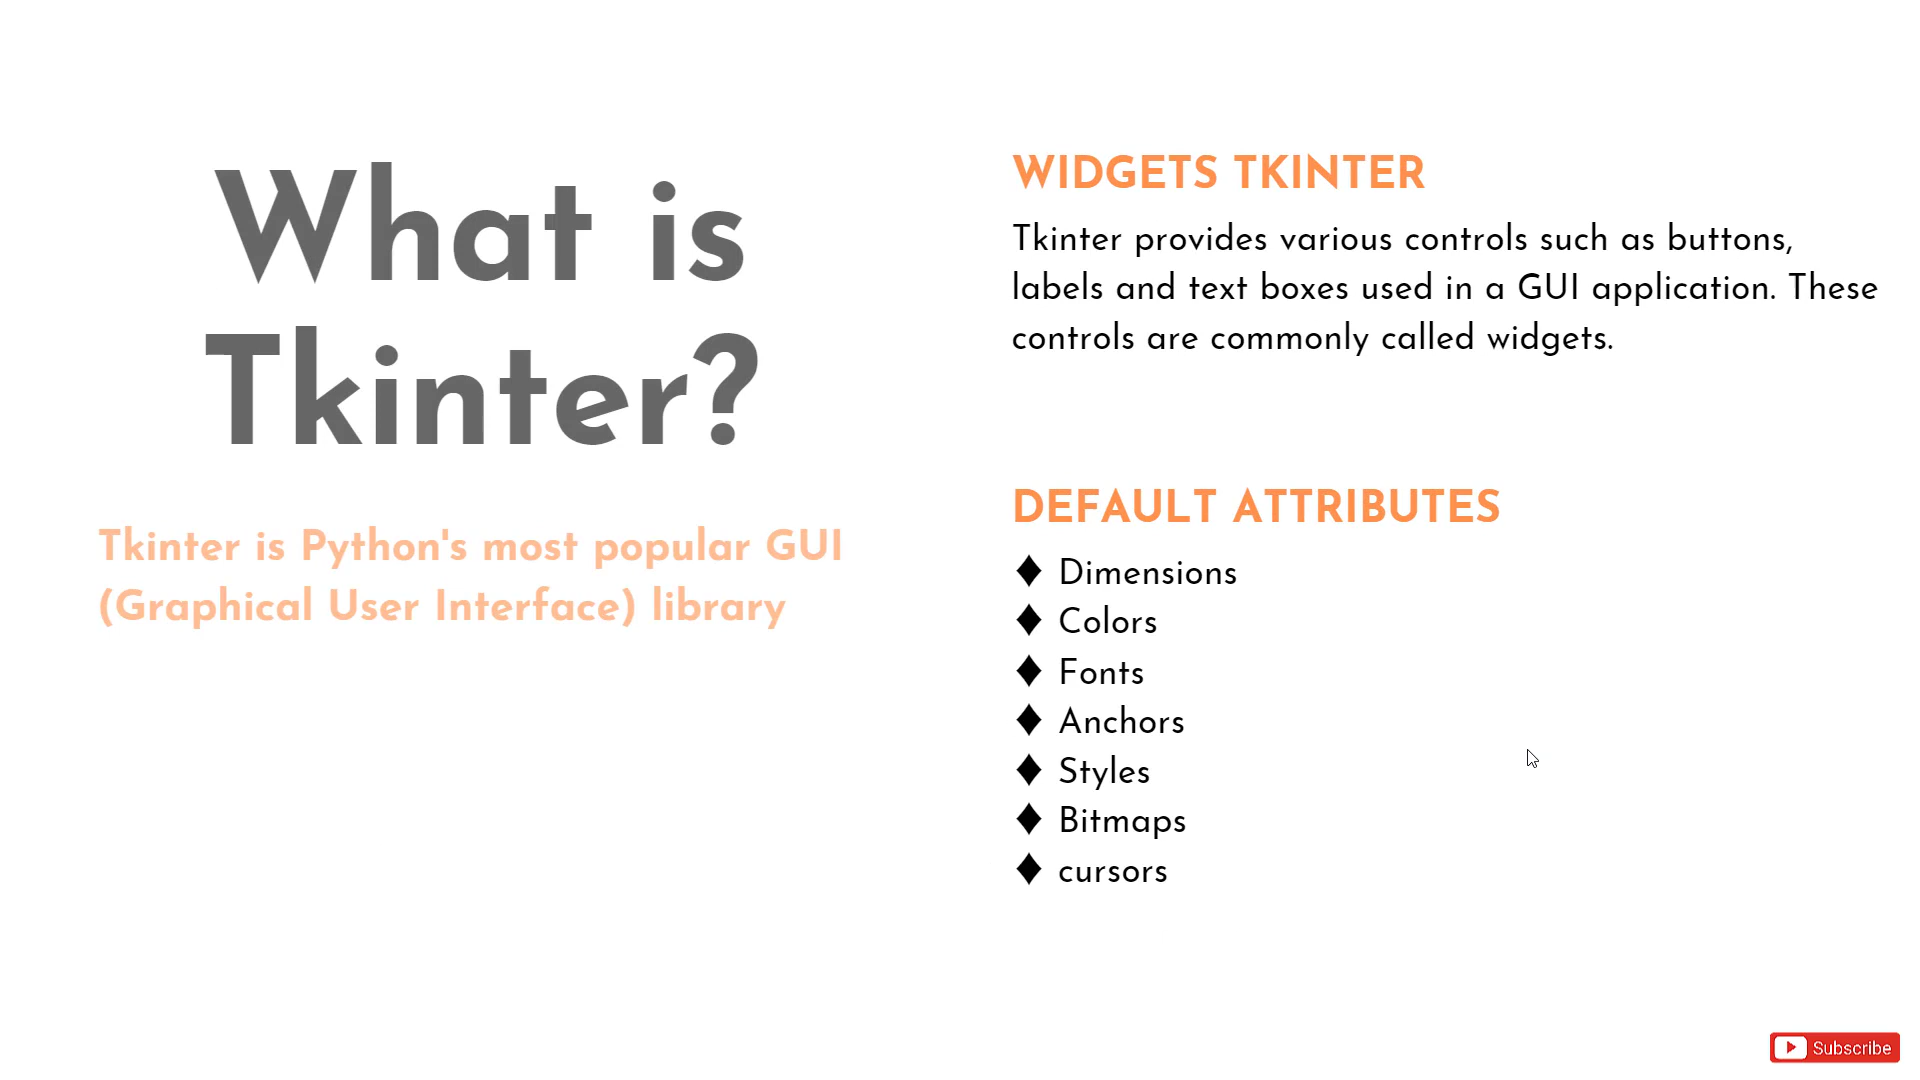 What is
Tkinter?
Tkinter is Python's most popular GUI
(Graphical User Interface) library
WIDGETS TKINTER
Tkinter provides various controls such as buttons,
labels and text boxes used in a GUI application. These
controls are commonly called widgets.
DEFAULT ATTRIBUTES
♦ Dimensions
♦ Colors
♦ Fonts
♦ Anchors
♦ Styles
♦ Bitmaps
♦ cursors
Subscribe